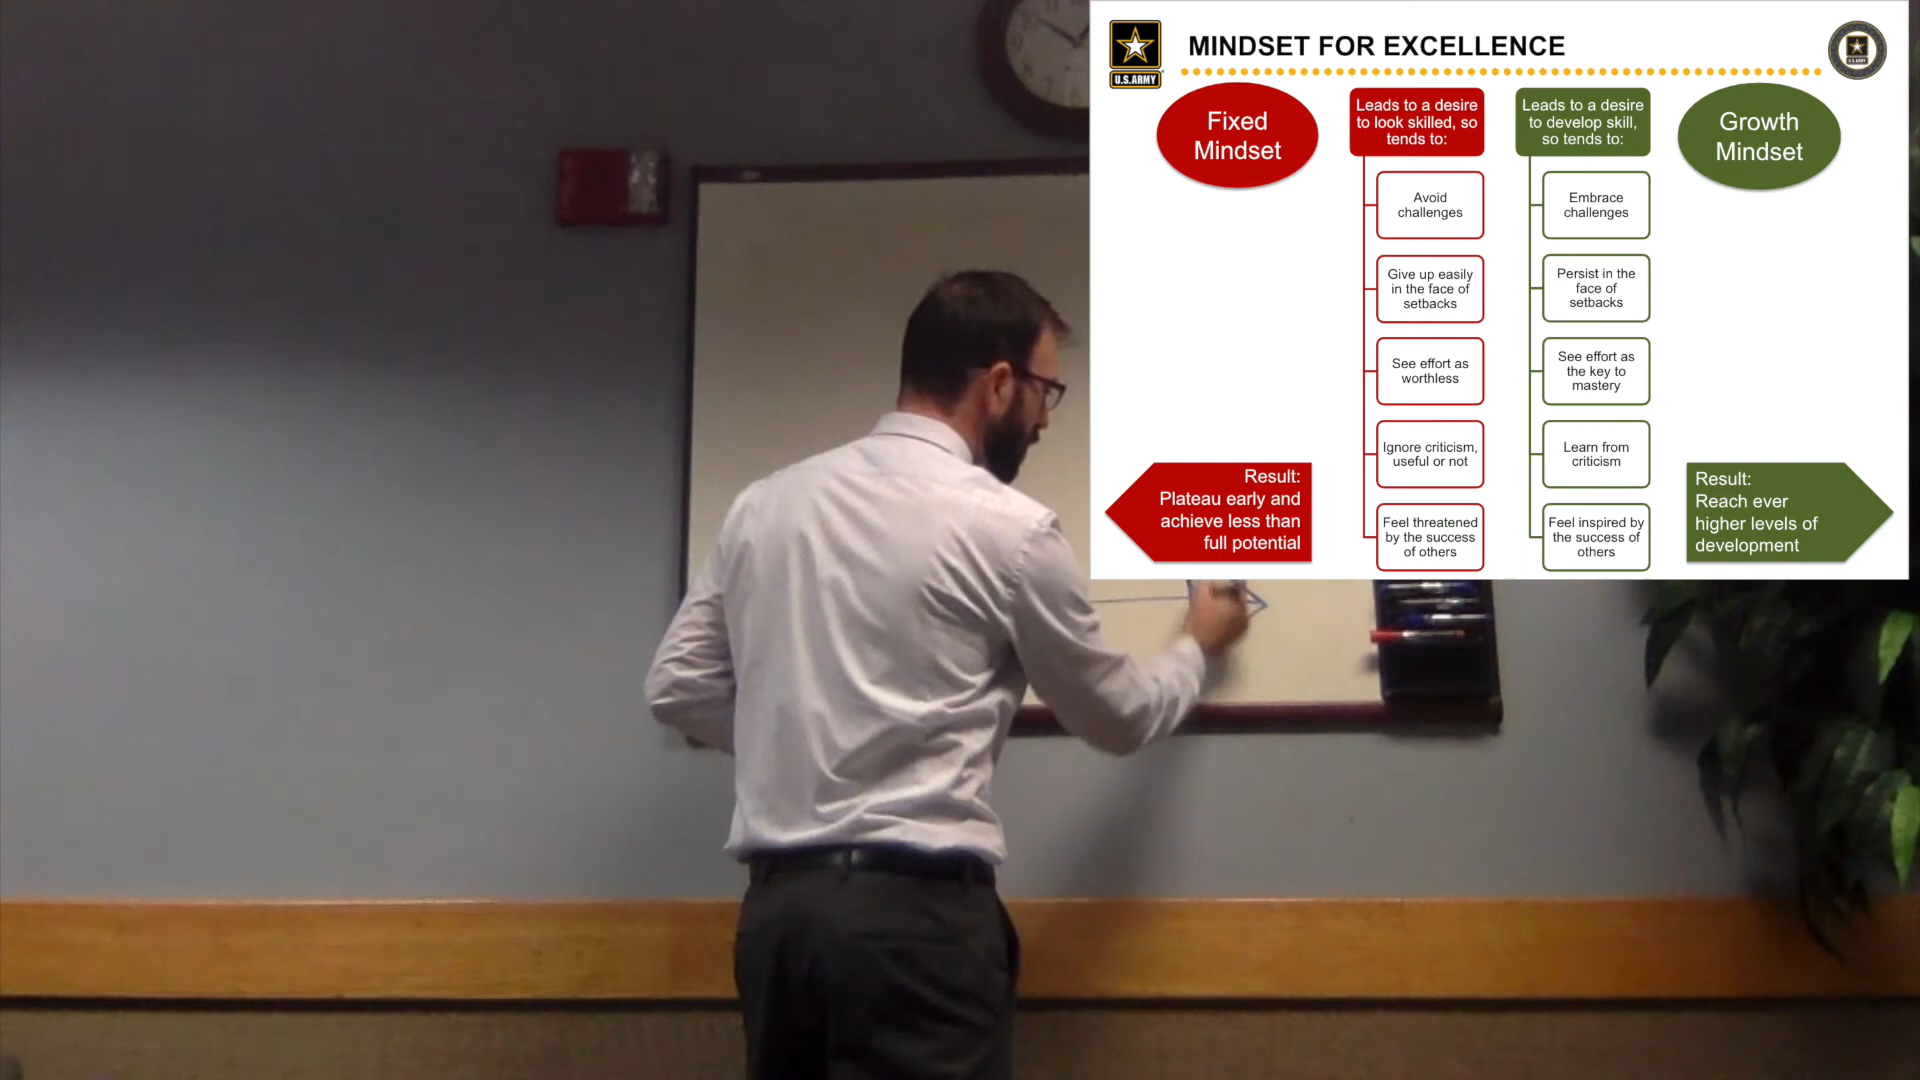 MINDSET FOR EXCELLENCE
U.S.ARMY
U.S.ARMY
Fixed
Mindset
Leads to a desire
to look skilled, so
tends to:
Avoid
challenges
Give up easily
in the face of
setbacks
See effort as
worthless
Ignore criticism,
useful or not
Feel threatened
by the success
of others
Result:
Plateau early and
achieve less than
full potential
Leads to a desire
to develop skill,
so tends to:
Embrace
challenges
Persist in the
face of
setbacks
See effort as
the key to
mastery
Learn from
criticism
Feel inspired by
the success of
others
Growth
Mindset
Result:
Reach ever
higher levels of
development